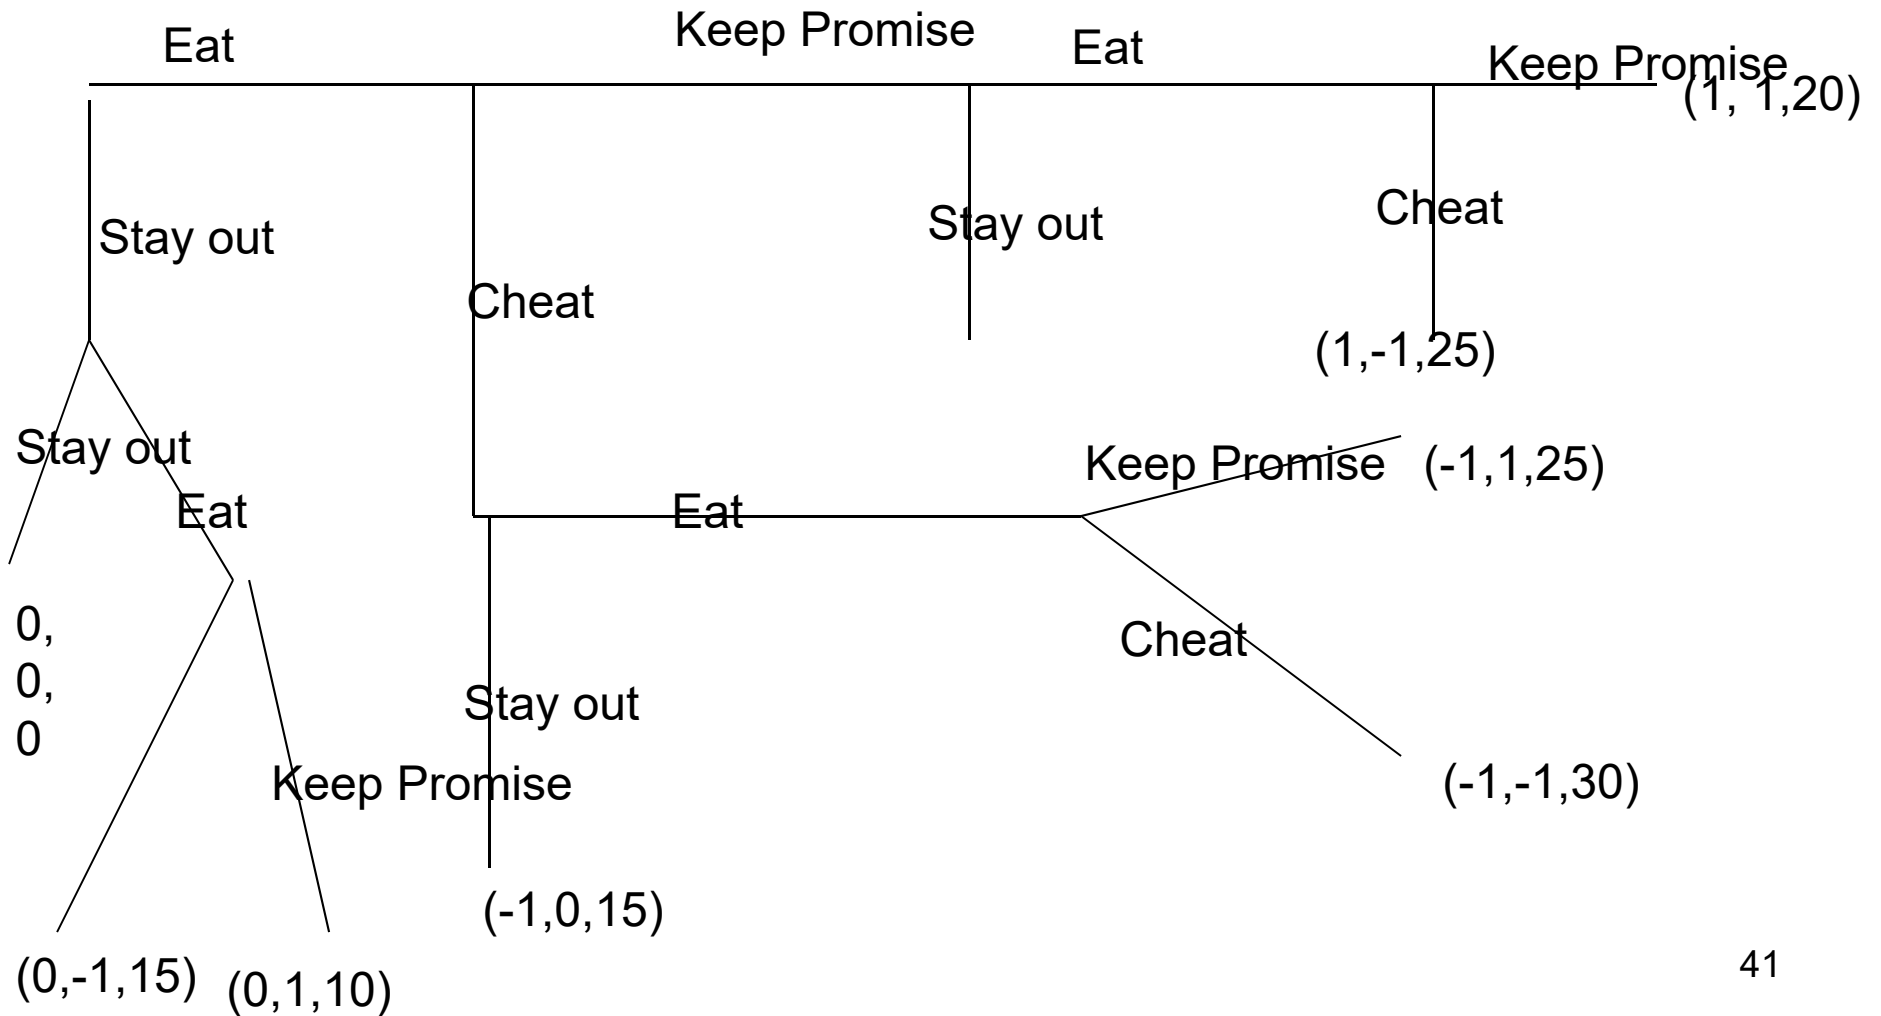 Eat
Keep Promise
Eat
Keep Promise
(1, 1,20)
Stay out
Cheat
Stay out
Cheat
(1,-1,25)
Stay out
Eat
Eat
Keep Promise
(-1,1,25)
0,
0,
0
Cheat
Stay out
Keep Promise
(-1,-1,30)
(-1,0,15)
(0,-1,15)
(0,1,10)
41